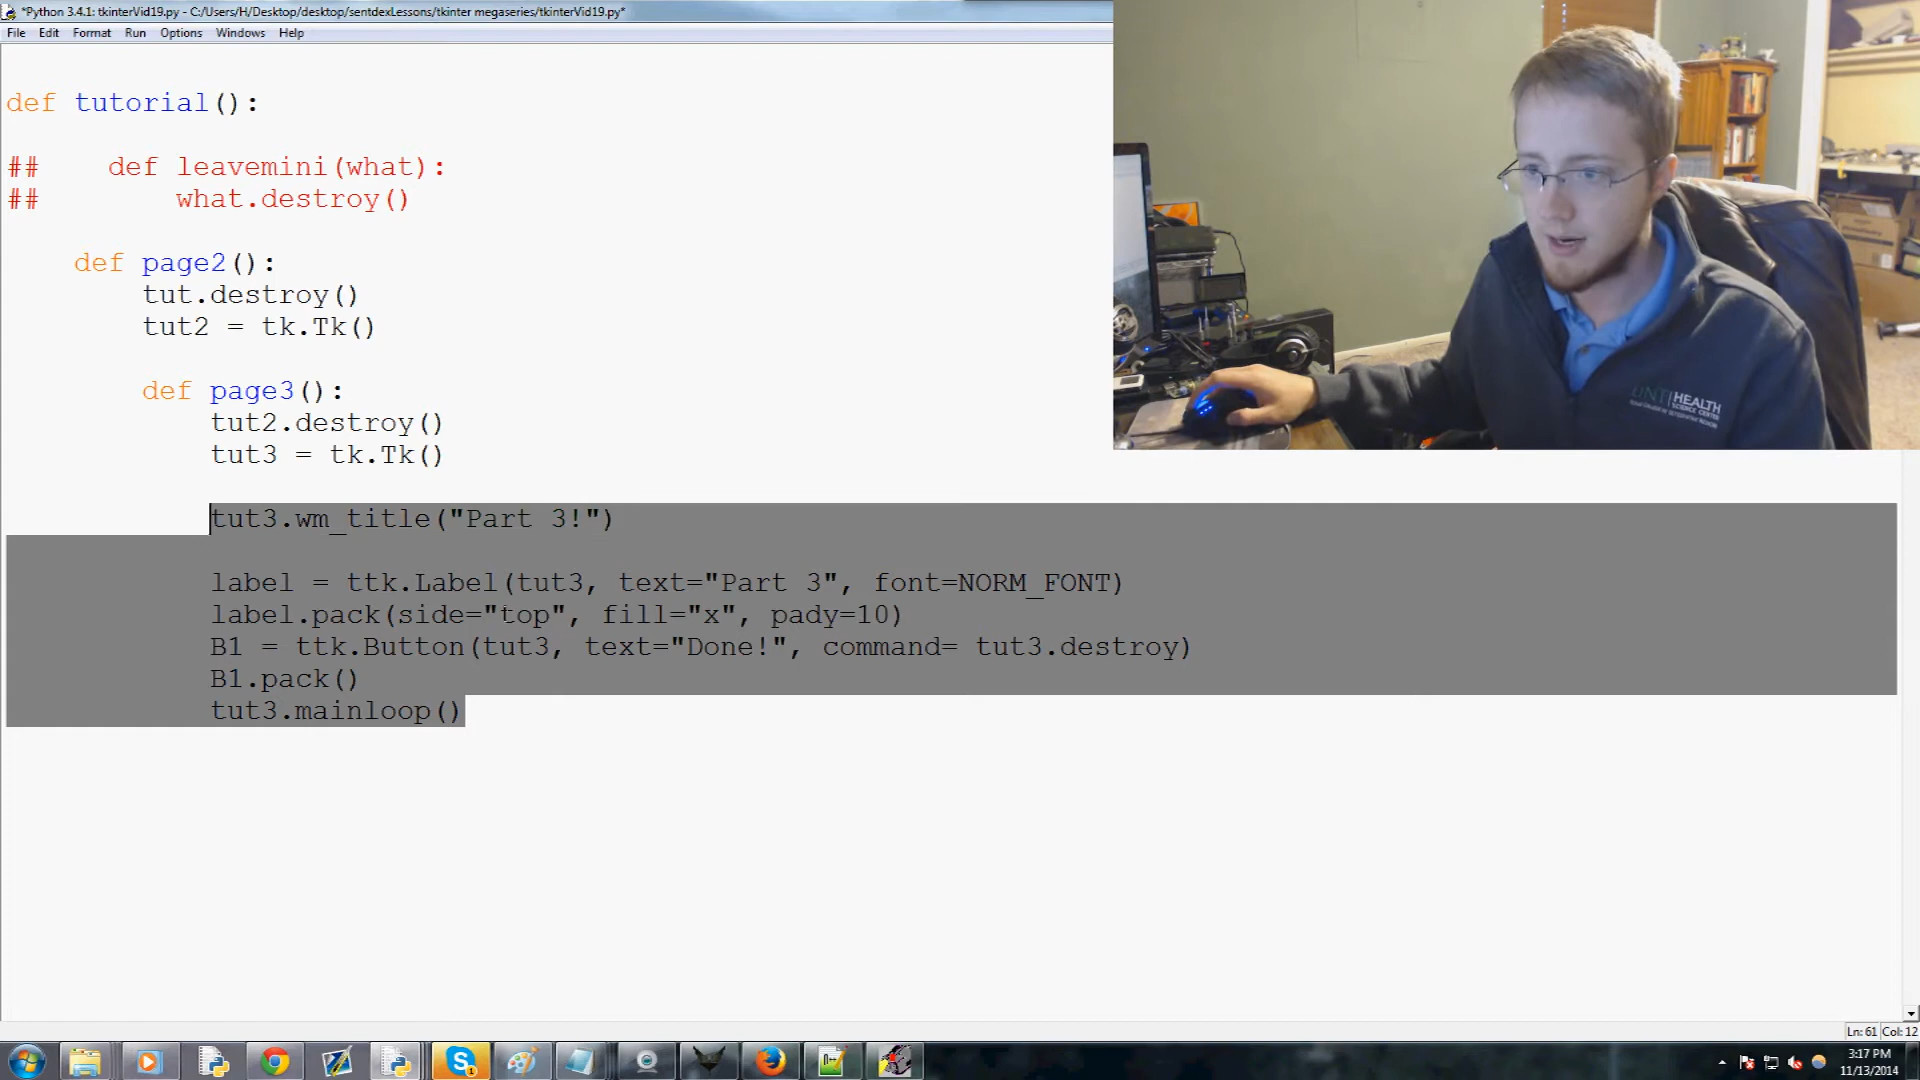 *Python 3.4.1: tkinterVid19.py - C:/Users/H/Desktop/desktop/sentdexLessons/tkinter megaseries/tkinterVid19.py*
File Edit Format Run Options Windows Help
def tutorial():
##    def leavemini(what):
##        what.destroy()
    def page2():
        tut.destroy()
        tut2 = tk.Tk()
        def page3():
            tut2.destroy()
            tut3 = tk.Tk()
            tut3.wm_title("Part 3!")
            label = ttk.Label(tut3, text="Part 3", font=NORM_FONT)
            label.pack(side="top", fill="x", pady=10)
            B1 = ttk.Button(tut3, text="Done!", command= tut3.destroy)
            B1.pack()
            tut3.mainloop()
UNT HEALTH
SCIENCE CENTER
Ln: 61 Col: 12
3:17 PM
11/13/2014